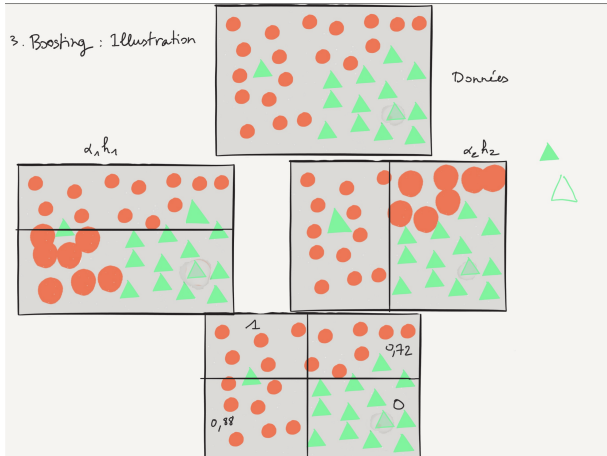 3. Boosting : Illustration
Données
α₁h₁
α₂h₂
1
0,72
0,88
0